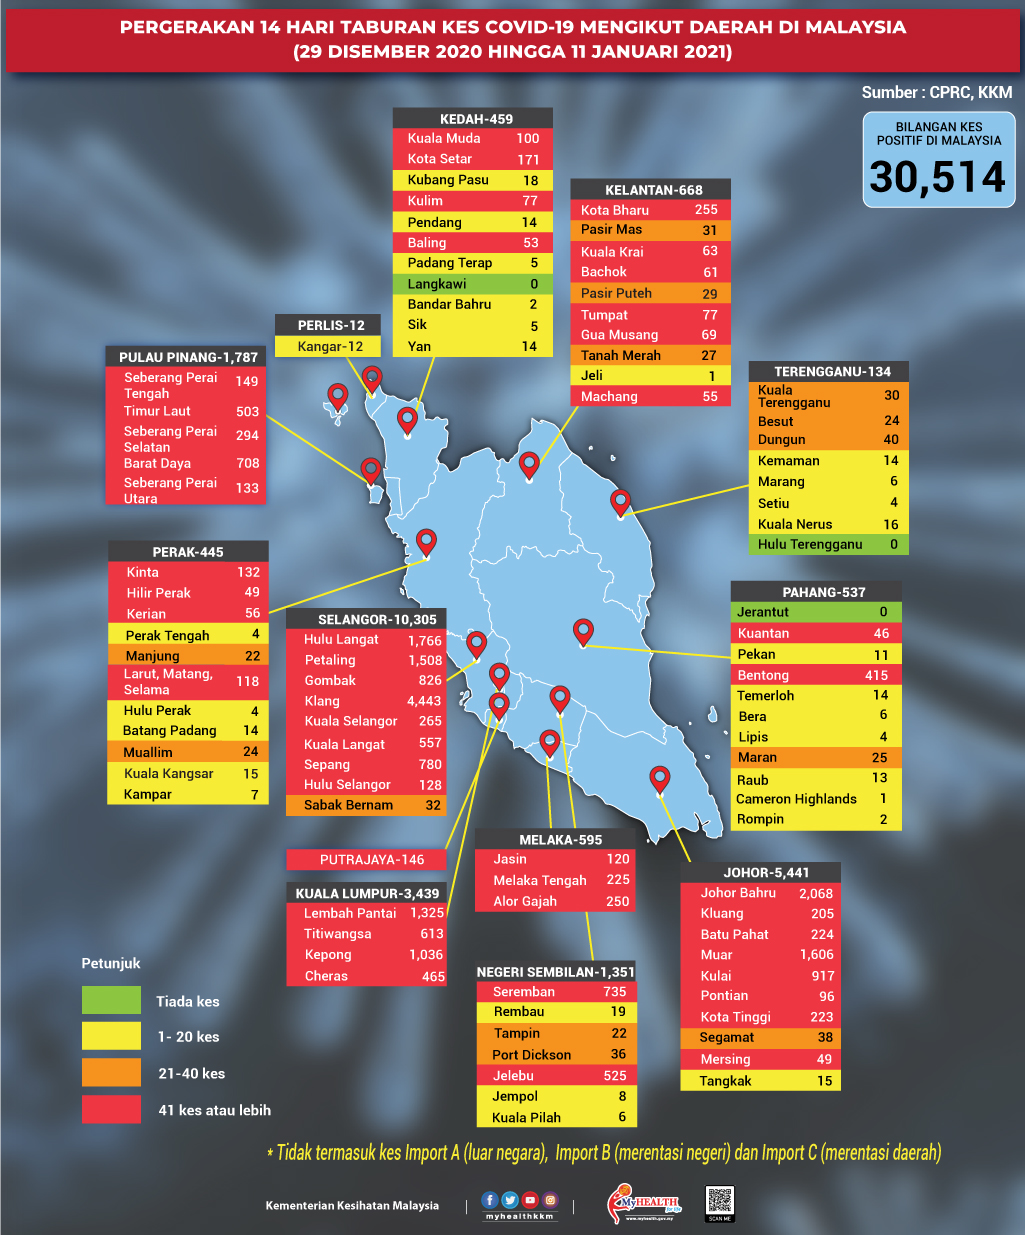 PERGERAKAN 14 HARI TABURAN KES COVID-19 MENGIKUT DAERAH DI MALAYSIA
(29 DISEMBER 2020 HINGGA 11 JANUARI 2021)
Sumber : CPRC, KKM
BILANGAN KES
POSITIF DI MALAYSIA
30,514
KEDAH-459
Kuala Muda 100
Kota Setar 171
Kubang Pasu 18
Kulim 77
Pendang 14
Baling 53
Padang Terap 5
Langkawi 0
Bandar Bahru 2
Sik 5
Yan 14
KELANTAN-668
Kota Bharu 255
Pasir Mas 31
Kuala Krai 63
Bachok 61
Pasir Puteh 29
Tumpat 77
Gua Musang 69
Tanah Merah 27
Jeli 1
Machang 55
PERLIS-12
Kangar-12
PULAU PINANG-1,787
Seberang Perai
Tengah 149
Timur Laut 503
Seberang Perai
Selatan 294
Barat Daya 708
Seberang Perai
Utara 133
TERENGGANU-134
Kuala
Terengganu 30
Besut 24
Dungun 40
Kemaman 14
Marang 6
Setiu 4
Kuala Nerus 16
Hulu Terengganu 0
PERAK-445
Kinta 132
Hilir Perak 49
Kerian 56
Perak Tengah 4
Manjung 22
Larut, Matang,
Selama 118
Hulu Perak 4
Batang Padang 14
Muallim 24
Kuala Kangsar 15
Kampar 7
SELANGOR-10,305
Hulu Langat 1,766
Petaling 1,508
Gombak 826
Klang 4,443
Kuala Selangor 265
Kuala Langat 557
Sepang 780
Hulu Selangor 128
Sabak Bernam 32
PAHANG-537
Jerantut 0
Kuantan 46
Pekan 11
Bentong 415
Temerloh 14
Bera 6
Lipis 4
Maran 25
Raub 13
Cameron Highlands 1
Rompin 2
PUTRAJAYA-146
KUALA LUMPUR-3,439
Lembah Pantai 1,325
Titiwangsa 613
Kepong 1,036
Cheras 465
MELAKA-595
Jasin 120
Melaka Tengah 225
Alor Gajah 250
JOHOR-5,441
Johor Bahru 2,068
Kluang 205
Batu Pahat 224
Muar 1,606
Kulai 917
Pontian 96
Kota Tinggi 223
Segamat 38
Mersing 49
Tangkak 15
NEGERI SEMBILAN-1,351
Seremban 735
Rembau 19
Tampin 22
Port Dickson 36
Jelebu 525
Jempol 8
Kuala Pilah 6
Petunjuk
Tiada kes
1- 20 kes
21-40 kes
41 kes atau lebih
* Tidak termasuk kes Import A (luar negara), Import B (merentasi negeri) dan Import C (merentasi daerah)
Kementerian Kesihatan Malaysia
myhealthkkm
MyHEALTH
for life
www.myhealth.gov.my
SCAN ME